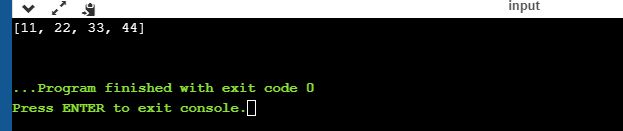 input
[11, 22, 33, 44]
...Program finished with exit code 0
Press ENTER to exit console.